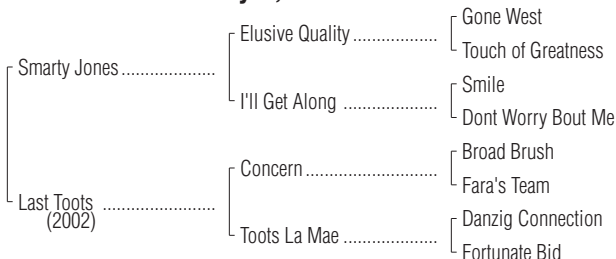 Gone West
Elusive Quality ..................
Touch of Greatness
Smarty Jones ....................
Smile
I'll Get Along ....................
Dont Worry Bout Me
Broad Brush
Concern ............................
Fara's Team
Last Toots ........................
(2002)
Danzig Connection
Toots La Mae ....................
Fortunate Bid